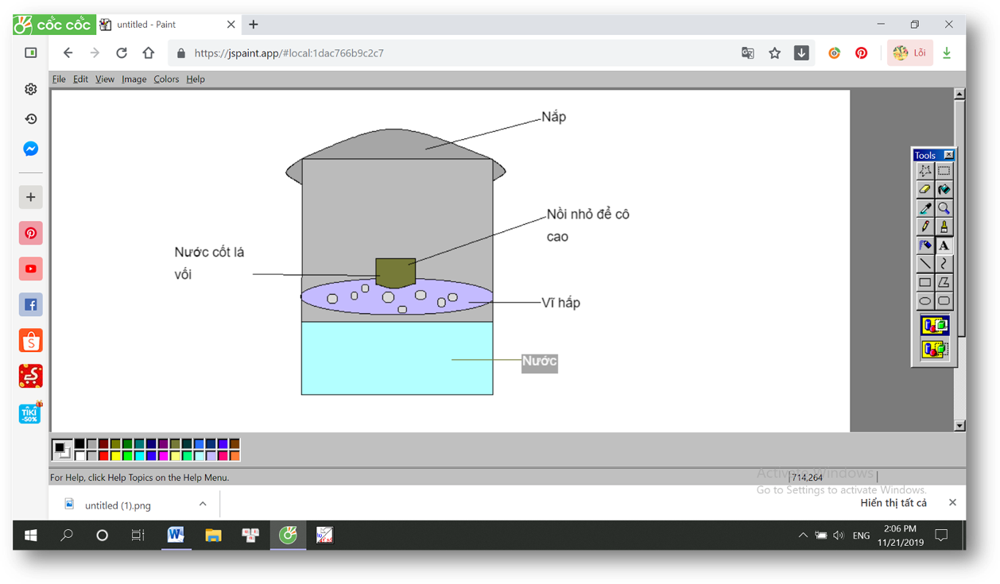 cốc cốc
untitled - Paint
https://jspaint.app/#local:1dac766b9c2c7
Lỗi
File Edit View Image Colors Help
Nắp
Tools
Nồi nhỏ để cô
cao
Nước cốt lá
vối
Vĩ hấp
Nước
A
S
TIKI
-50%
For Help, click Help Topics on the Help Menu.
714,264
Activate Windows
Go to Settings to activate Windows.
untitled (1).png
Hiển thị tất cả
W
ENG
2:06 PM
11/21/2019